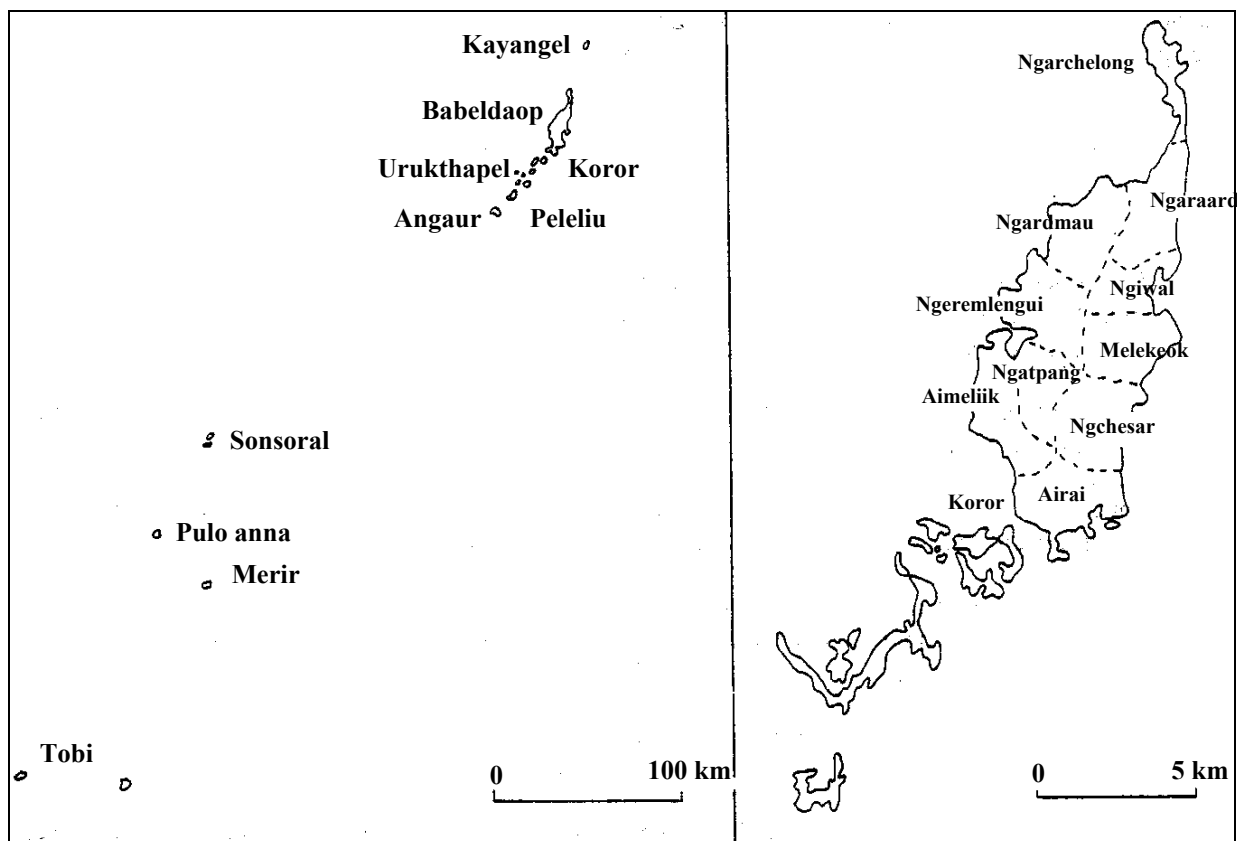 Kayangel
Babeldaop
Urukthapel
Koror
Angaur
Peleliu
Sonsoral
Pulo anna
Merir
Tobi
0
100 km
Ngarchelong
Ngaraard
Ngardmau
Ngiwal
Ngeremlengui
Melekeok
Ngatpang
Aimeliik
Ngchesar
Koror
Airai
0
5 km